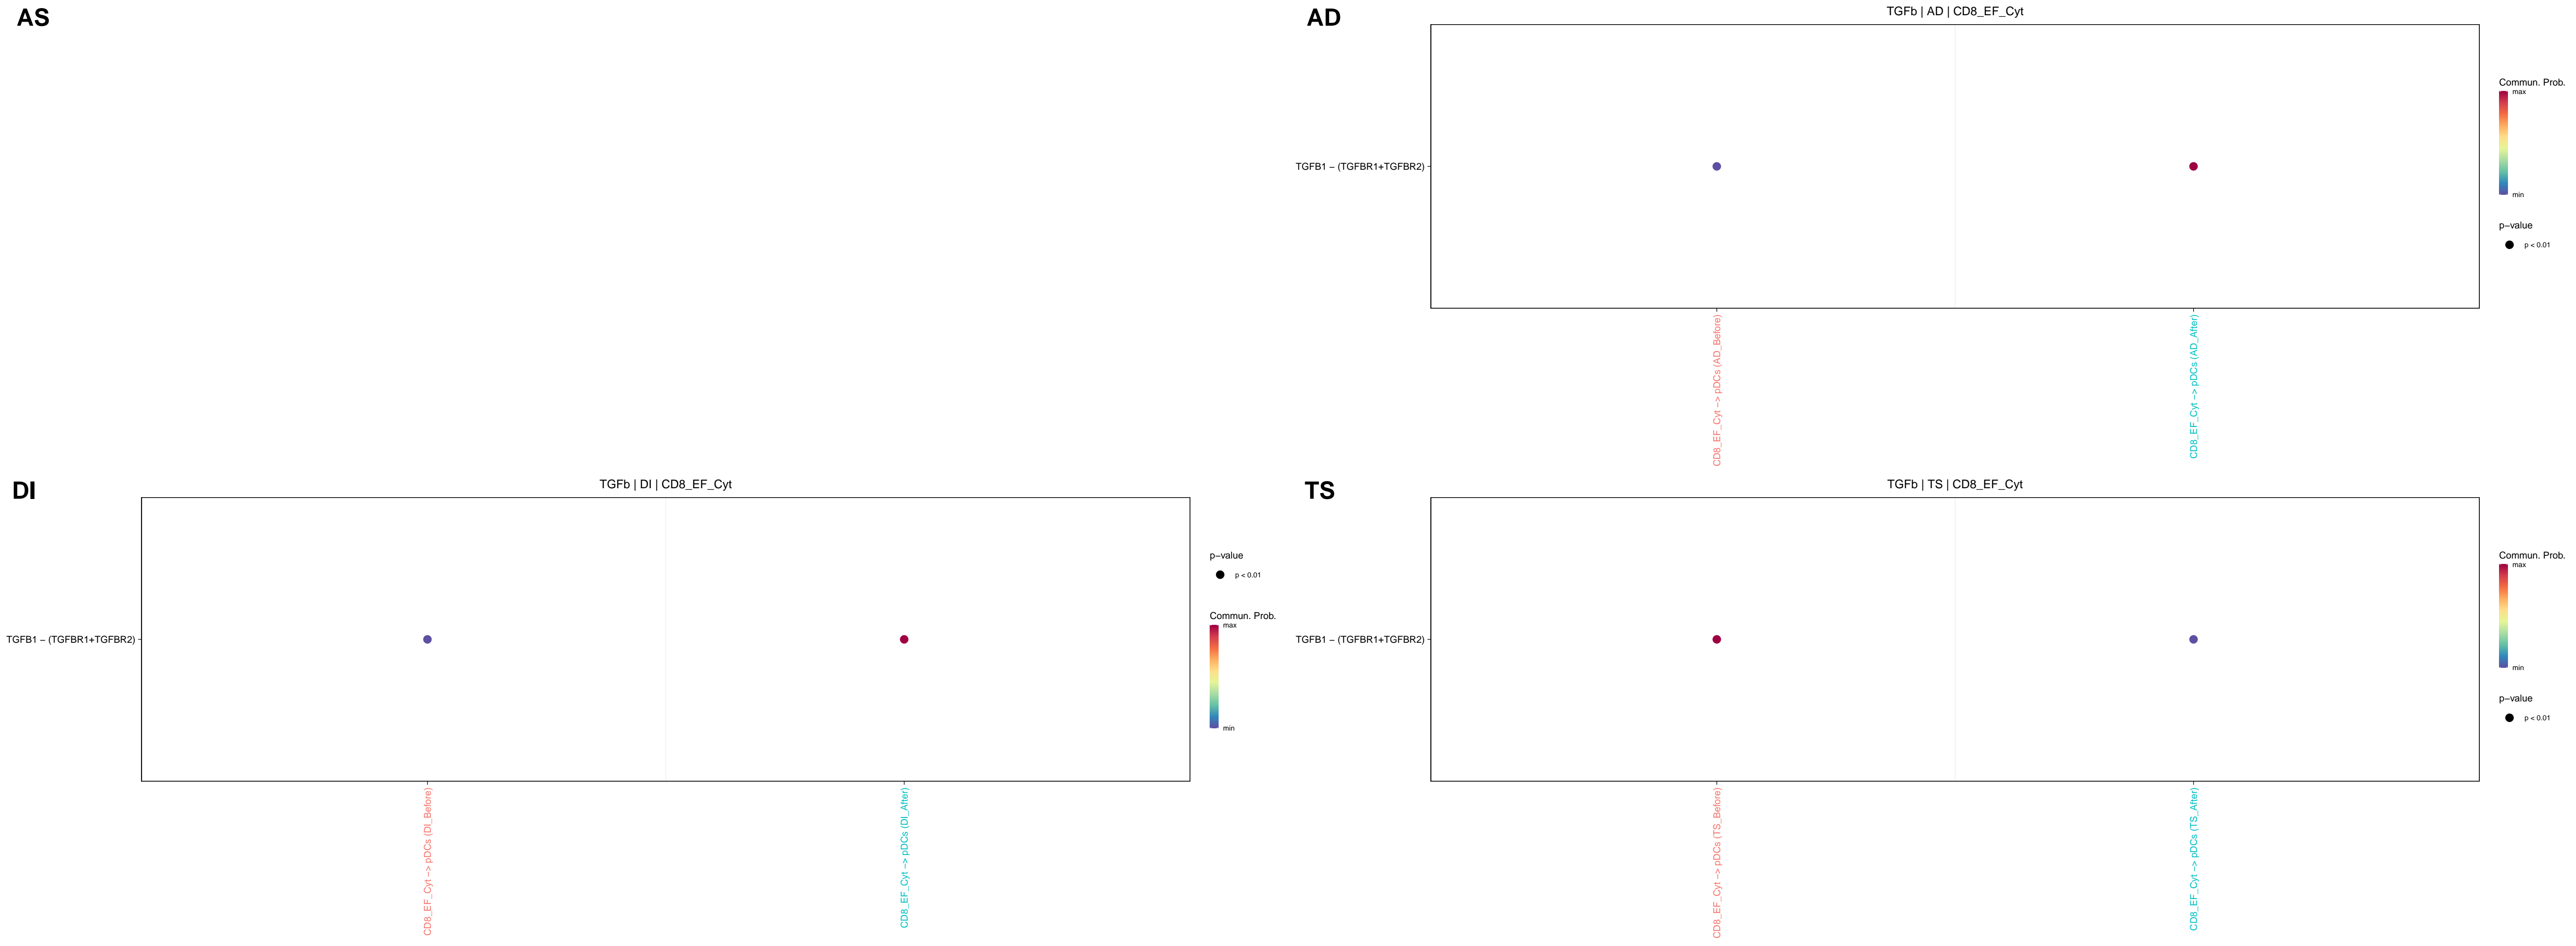 AS
AD
TGFb | AD | CD8_EF_Cyt
TGFB1 − (TGFBR1+TGFBR2)
CD8_EF_Cyt −> pDCs (AD_Before)
CD8_EF_Cyt −> pDCs (AD_After)
Commun. Prob.
max
min
p−value
p < 0.01
DI
TGFb | DI | CD8_EF_Cyt
TGFB1 − (TGFBR1+TGFBR2)
CD8_EF_Cyt −> pDCs (DI_Before)
CD8_EF_Cyt −> pDCs (DI_After)
p−value
p < 0.01
Commun. Prob.
max
min
TS
TGFb | TS | CD8_EF_Cyt
TGFB1 − (TGFBR1+TGFBR2)
CD8_EF_Cyt −> pDCs (TS_Before)
CD8_EF_Cyt −> pDCs (TS_After)
Commun. Prob.
max
min
p−value
p < 0.01